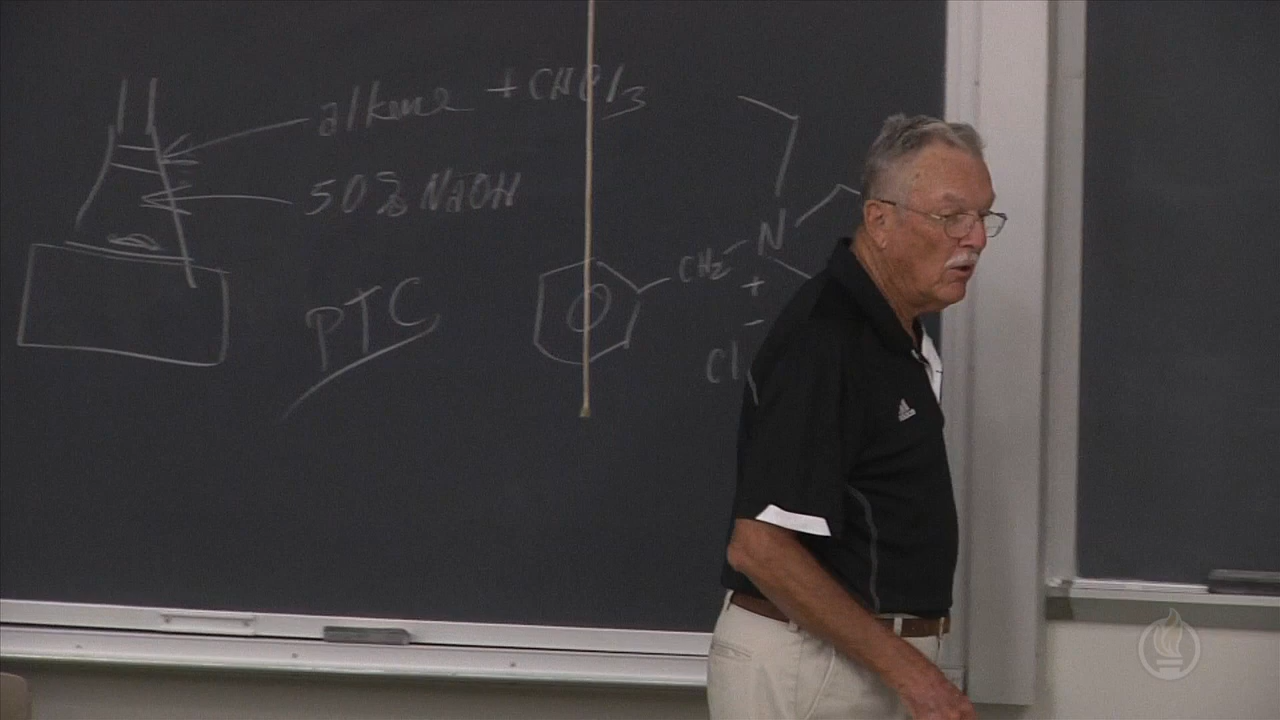 alkene + CHCl3
50% NaOH
PTC
CH2
N
+
-
Cl